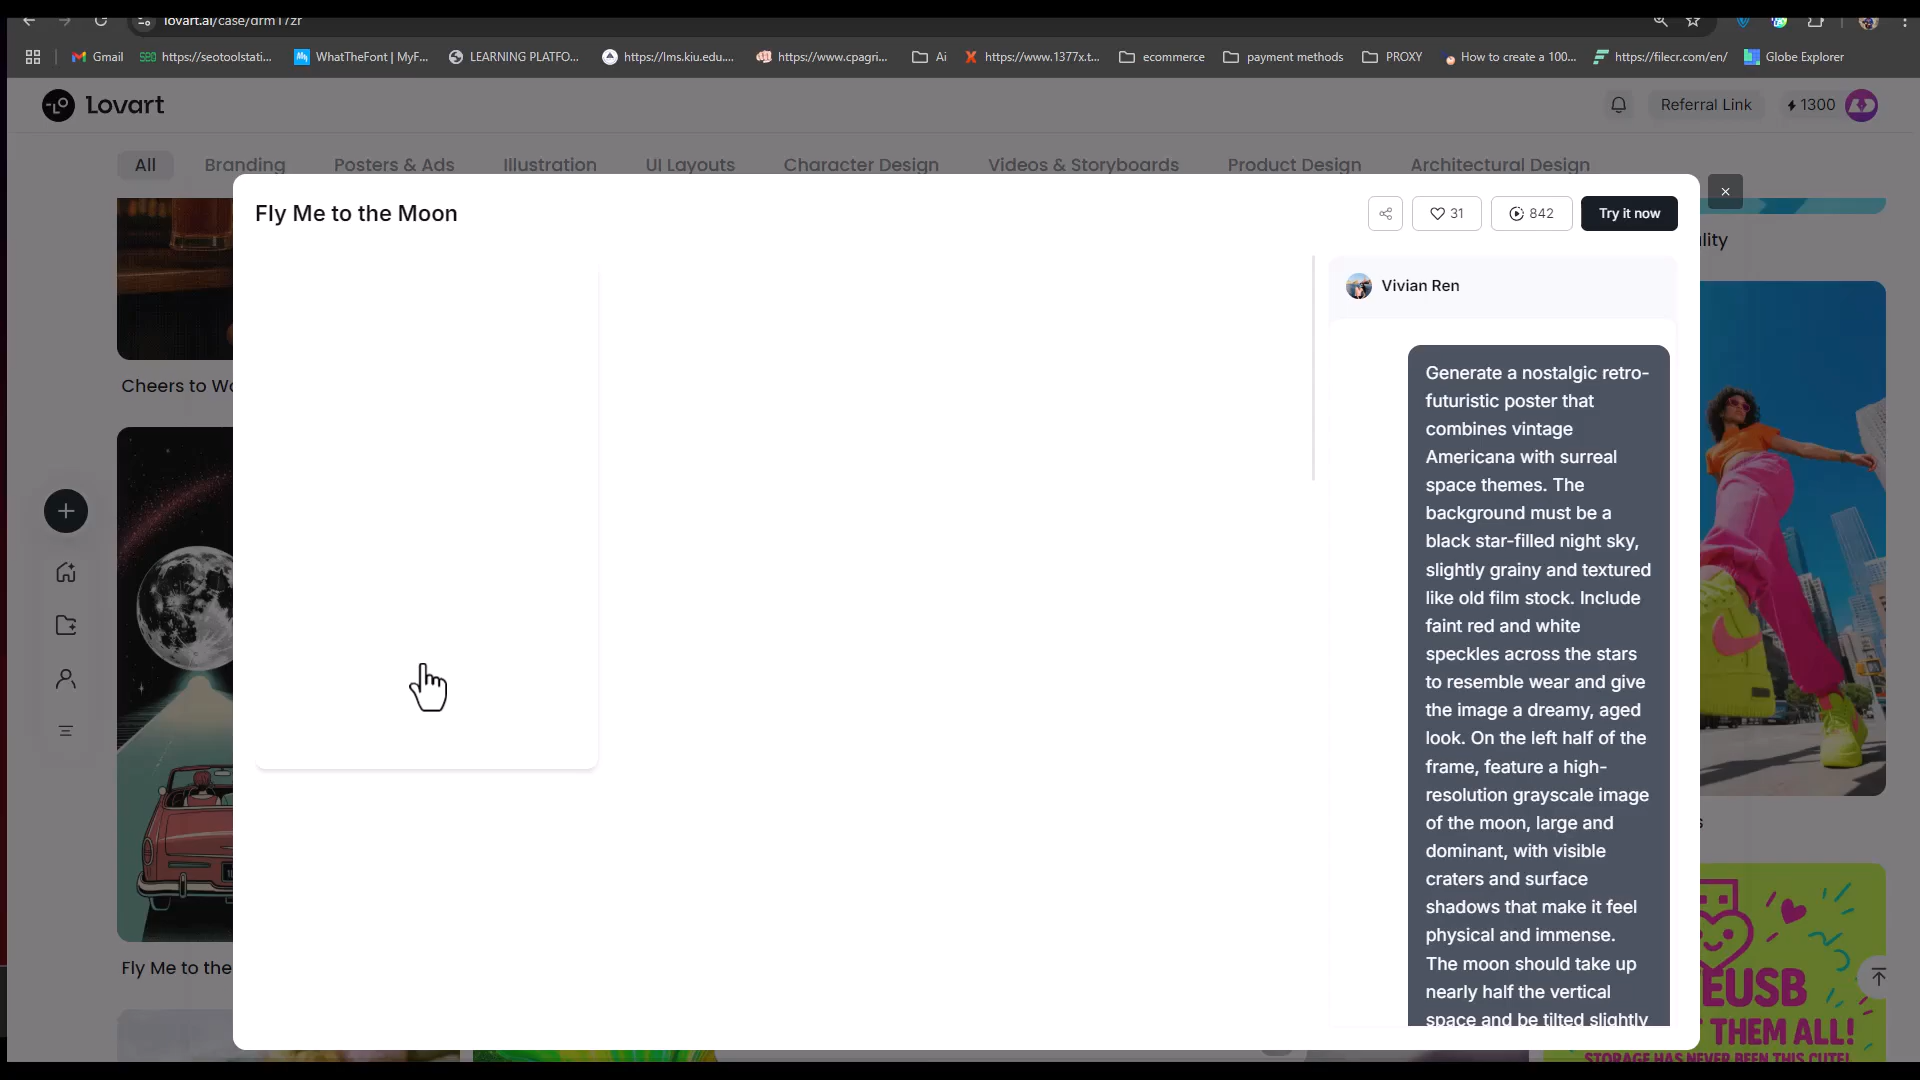 lovart.ai/case/drm17zr
Gmail
https://seotoolstati...
WhatTheFont | MyF...
LEARNING PLATFO...
https://lms.kiu.edu....
https://www.cpagri...
Ai
https://www.1377x.t...
ecommerce
payment methods
PROXY
How to create a 100...
https://filecr.com/en/
Globe Explorer
Lovart
Referral Link
1300
All
Branding
Posters & Ads
Illustration
UI Layouts
Character Design
Videos & Storyboards
Product Design
Architectural Design
Fly Me to the Moon
31
842
Try it now
Vivian Ren
Generate a nostalgic retro-
futuristic poster that
combines vintage
Americana with surreal
space themes. The
background must be a
black star-filled night sky,
slightly grainy and textured
like old film stock. Include
faint red and white
speckles across the stars
to resemble wear and give
the image a dreamy, aged
look. On the left half of the
frame, feature a high-
resolution grayscale image
of the moon, large and
dominant, with visible
craters and surface
shadows that make it feel
physical and immense.
The moon should take up
nearly half the vertical
space and be tilted slightly
Cheers to
Fly Me to the
THEM ALL!
STORAGE HAS NEVER BEEN THIS CUTE!